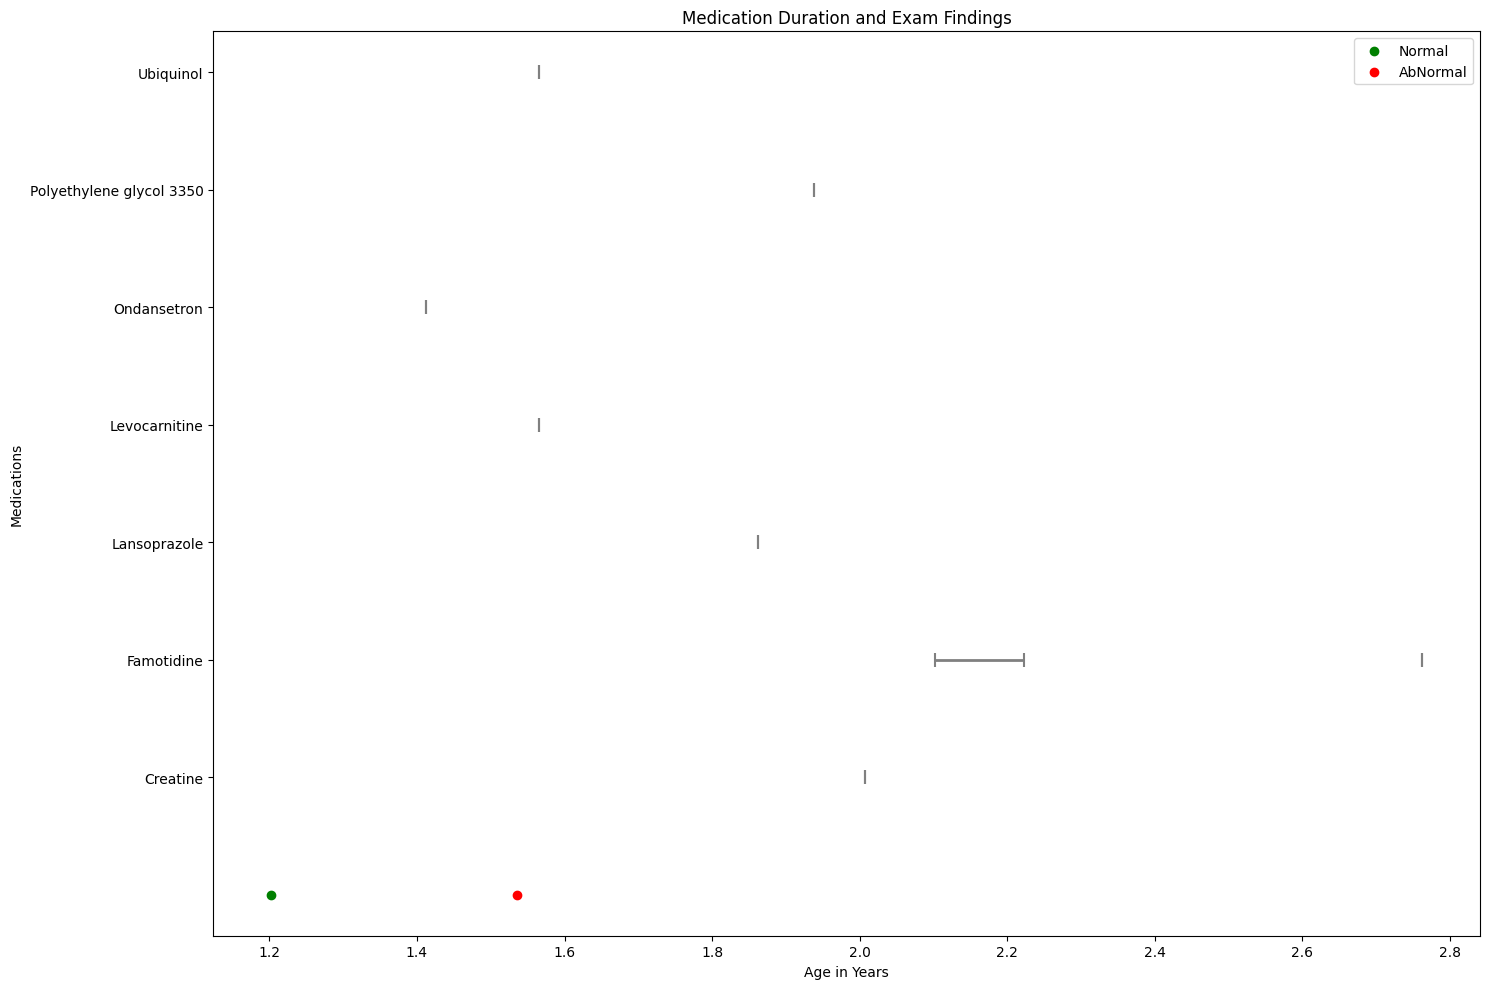 Medication Duration and Exam Findings
Normal
AbNormal
Ubiquinol
Polyethylene glycol 3350
Ondansetron
Levocarnitine
Lansoprazole
Famotidine
Creatine
Medications
1.2 1.4 1.6 1.8 2.0 2.2 2.4 2.6 2.8
Age in Years